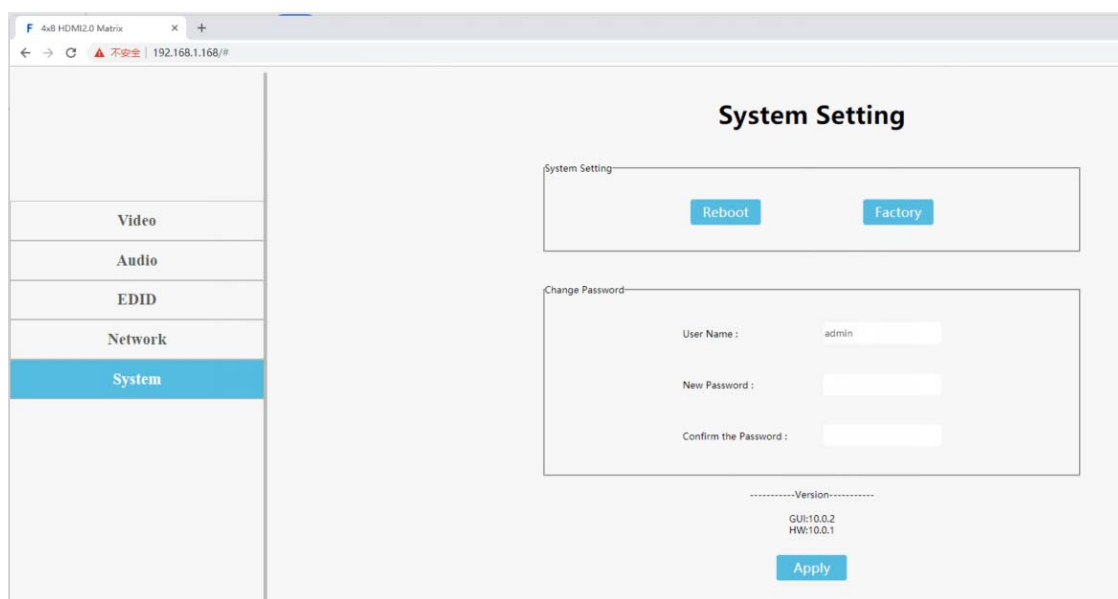 F 4x8 HDMI2.0 Matrix × +
不安全 | 192.168.1.168/#
System Setting
System Setting
Reboot Factory
Video
Audio
EDID
Network
System
Change Password
User Name : admin
New Password :
Confirm the Password :
-----------Version-----------
GUI:10.0.2
HW:10.0.1
Apply